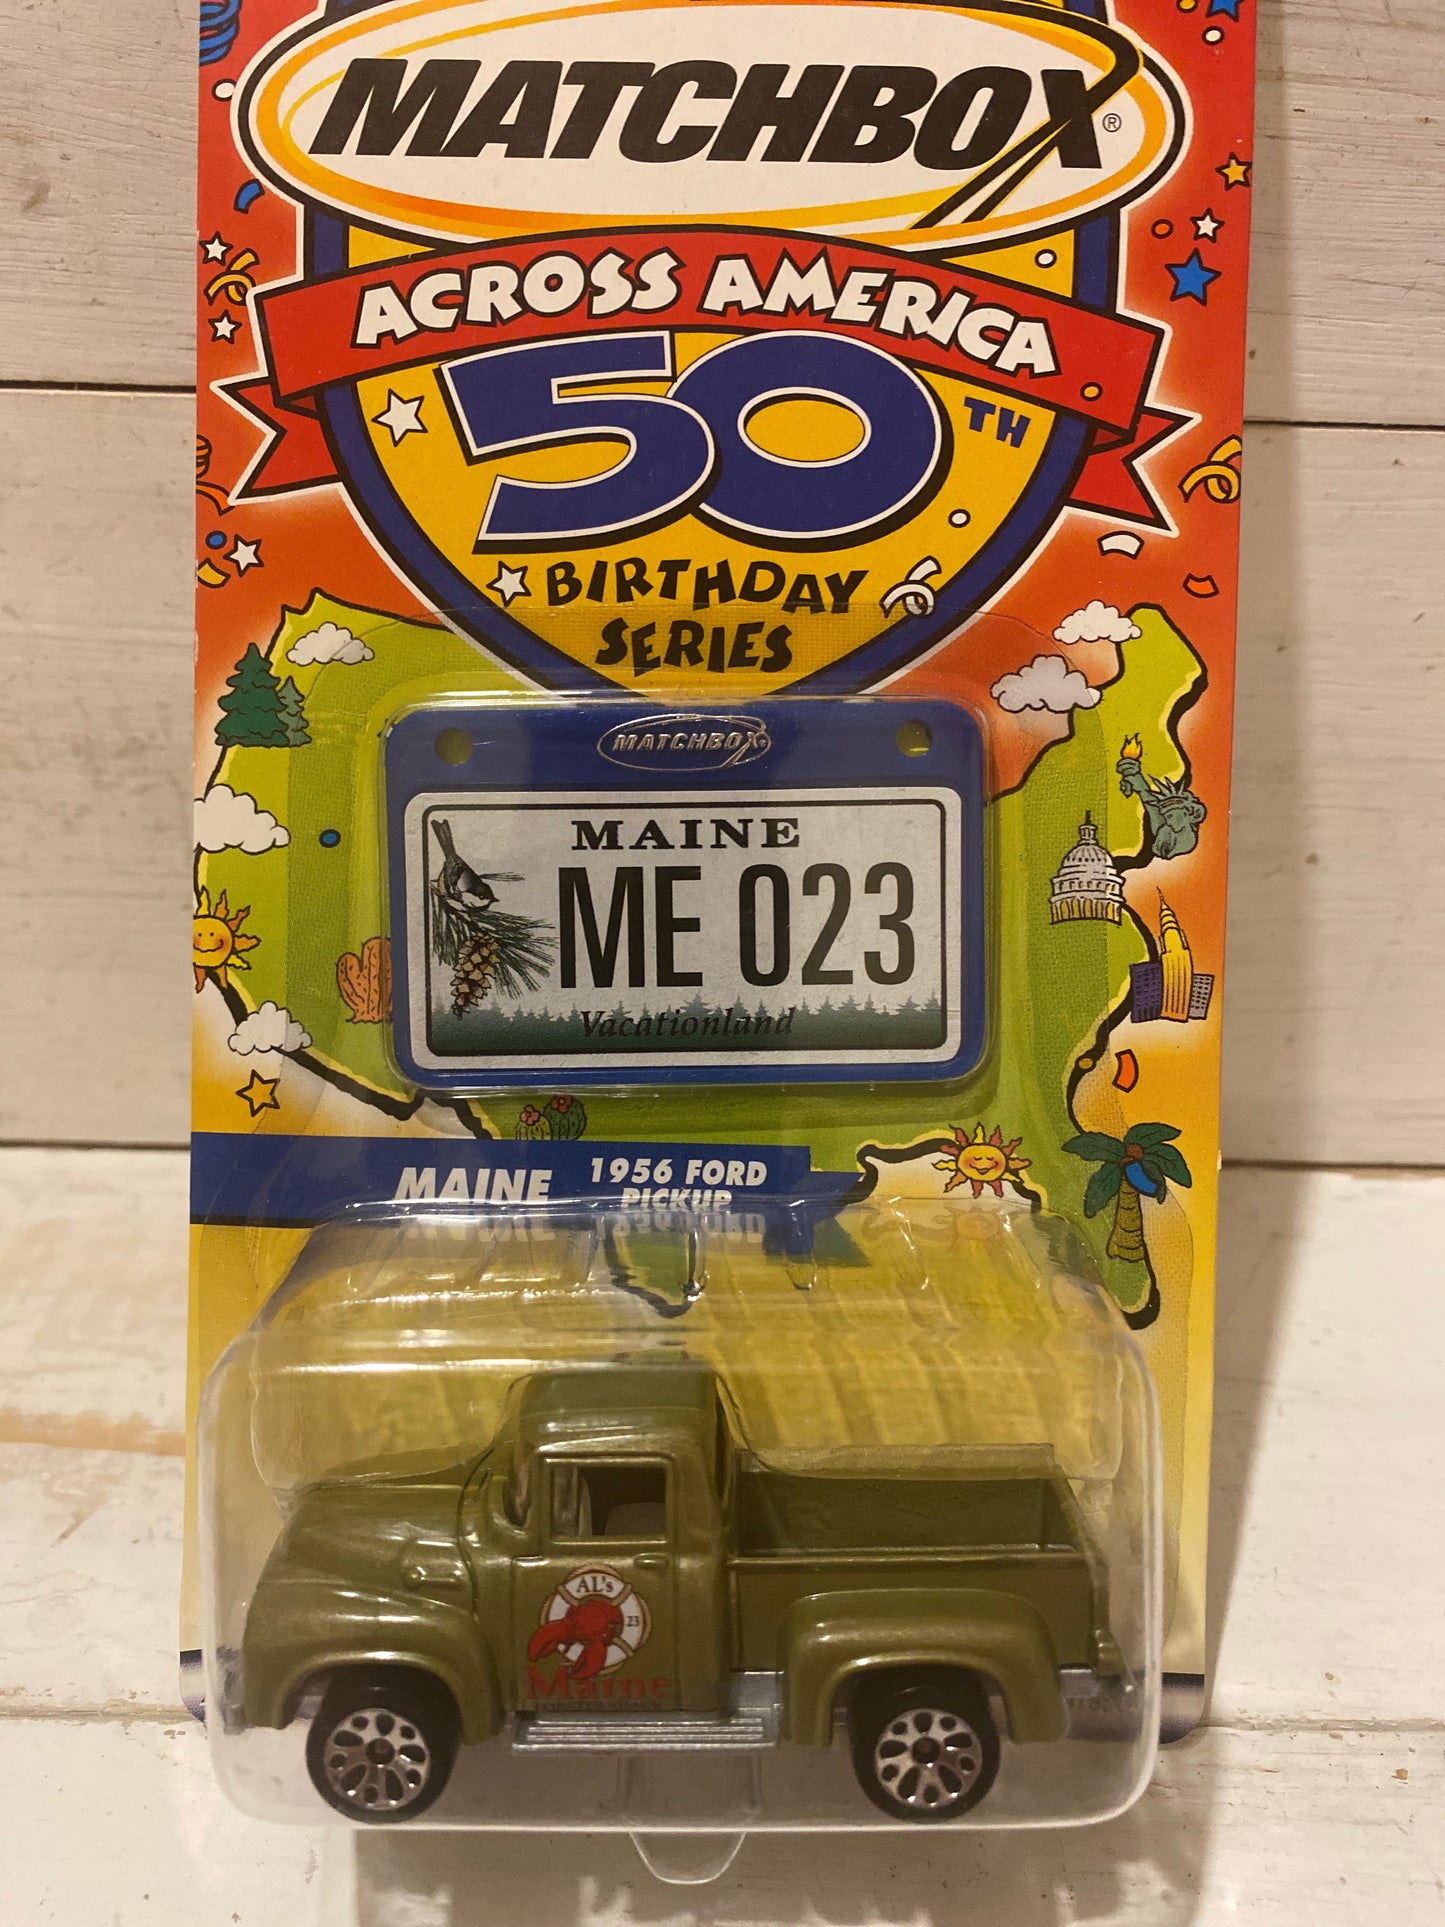 MATCHBOX®
ACROSS AMERICA
50TH
BIRTHDAY
SERIES
MATCHBOX®
MAINE
ME 023
Vacationland
MAINE
1956 FORD
PICKUP
AL's
23
Maine